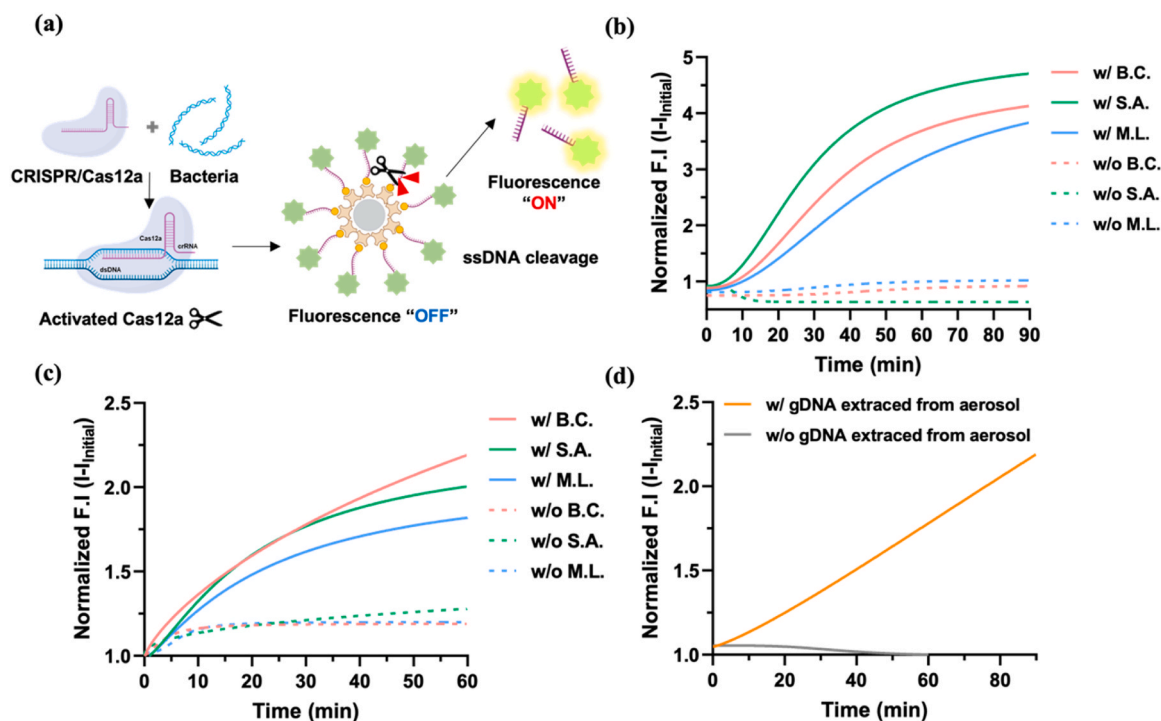 (a)
CRISPR/Cas12a
Bacteria
Cas12a
crRNA
dsDNA
Activated Cas12a
Fluorescence “OFF”
ssDNA cleavage
Fluorescence
“ON”
(b)
Normalized F.I (I-I_Initial)
5
4
3
2
1
0
0 10 20 30 40 50 60 70 80 90
Time (min)
w/ B.C.
w/ S.A.
w/ M.L.
w/o B.C.
w/o S.A.
w/o M.L.
(c)
Normalized F.I (I-I_Initial)
2.5
2.0
1.5
1.0
0 20 40 60
Time (min)
w/ B.C.
w/ S.A.
w/ M.L.
w/o B.C.
w/o S.A.
w/o M.L.
(d)
Normalized F.I (I-I_Initial)
2.5
2.0
1.5
1.0
0 20 40 60 80
Time (min)
w/ gDNA extraced from aerosol
w/o gDNA extraced from aerosol